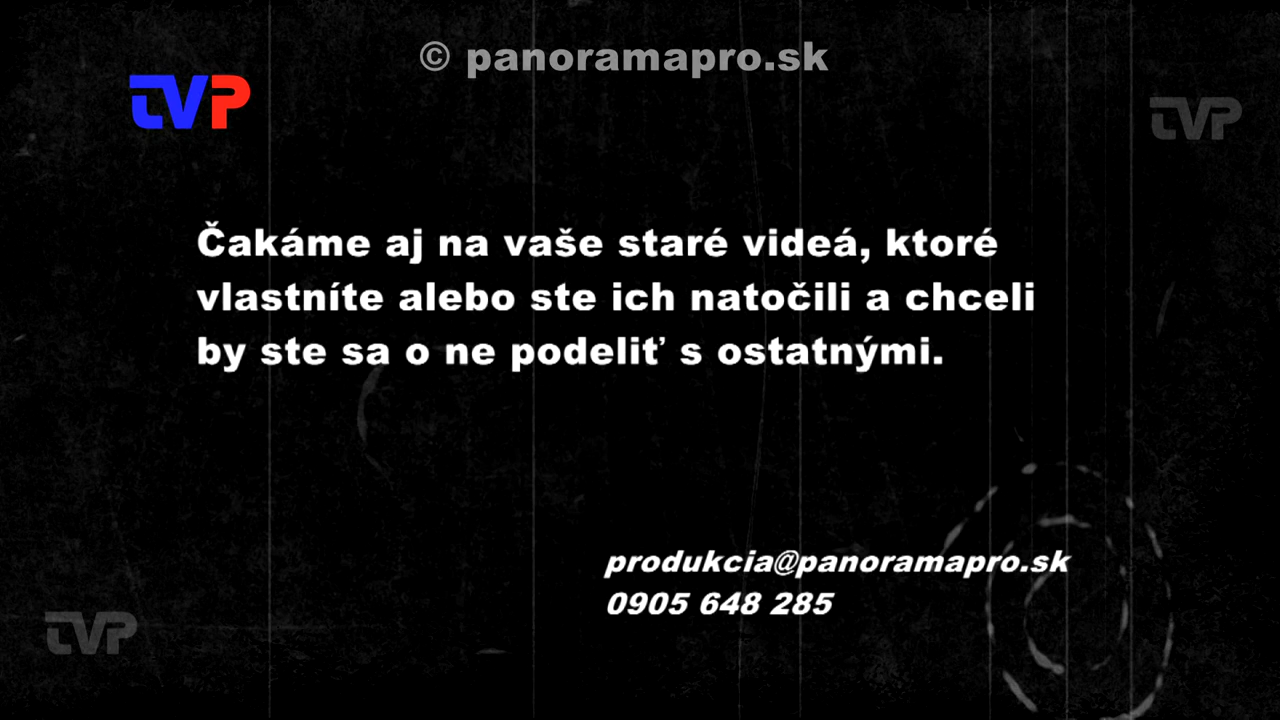 © panoramapro.sk
TVP
TVP
Čakáme aj na vaše staré videá, ktoré
vlastníte alebo ste ich natočili a chceli
by ste sa o ne podeliť s ostatnými.
produkcia@panoramapro.sk
0905 648 285
TVP